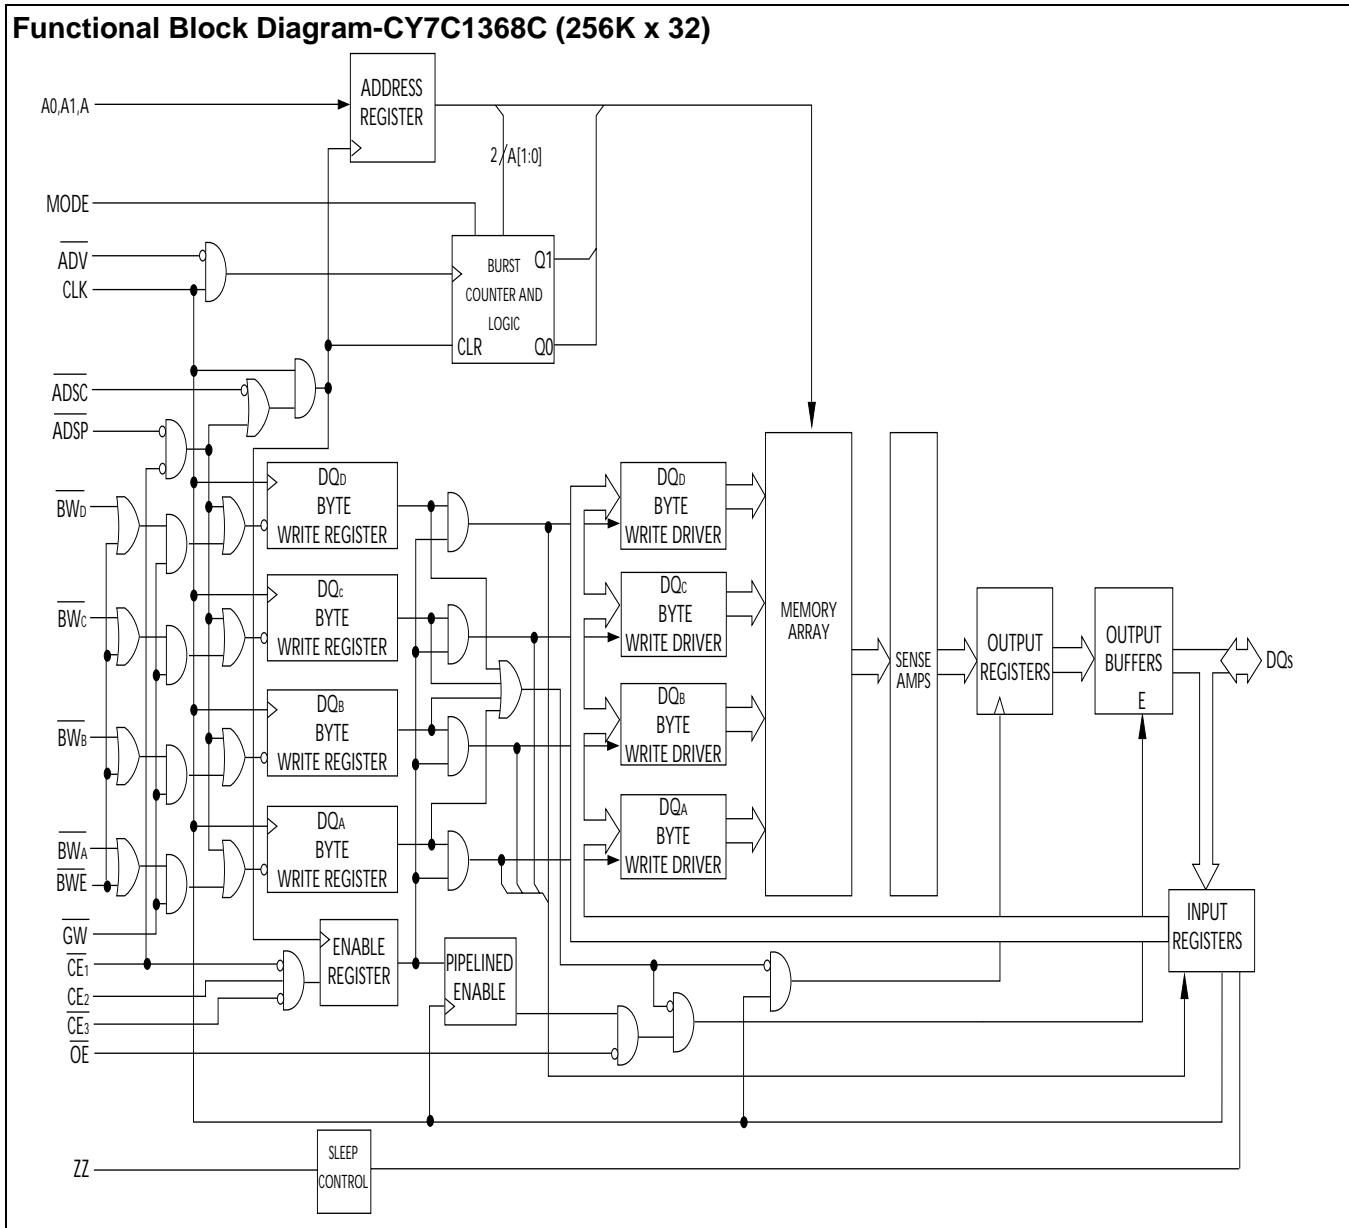 Functional Block Diagram-CY7C1368C (256K x 32)
ADDRESS
REGISTER
A0,A1,A
2 A[1:0]
MODE
ADV
CLK
BURST
COUNTER AND
LOGIC
Q1
CLR
Q0
ADSC
ADSP
BWD
DQD
BYTE
WRITE REGISTER
DQD
BYTE
WRITE DRIVER
BWC
DQC
BYTE
WRITE REGISTER
DQC
BYTE
WRITE DRIVER
MEMORY
ARRAY
SENSE
AMPS
OUTPUT
REGISTERS
OUTPUT
BUFFERS
E
DQs
BWB
DQB
BYTE
WRITE REGISTER
DQB
BYTE
WRITE DRIVER
BWA
BWE
DQA
BYTE
WRITE REGISTER
DQA
BYTE
WRITE DRIVER
GW
CE1
CE2
CE3
OE
ENABLE
REGISTER
PIPELINED
ENABLE
INPUT
REGISTERS
ZZ
SLEEP
CONTROL